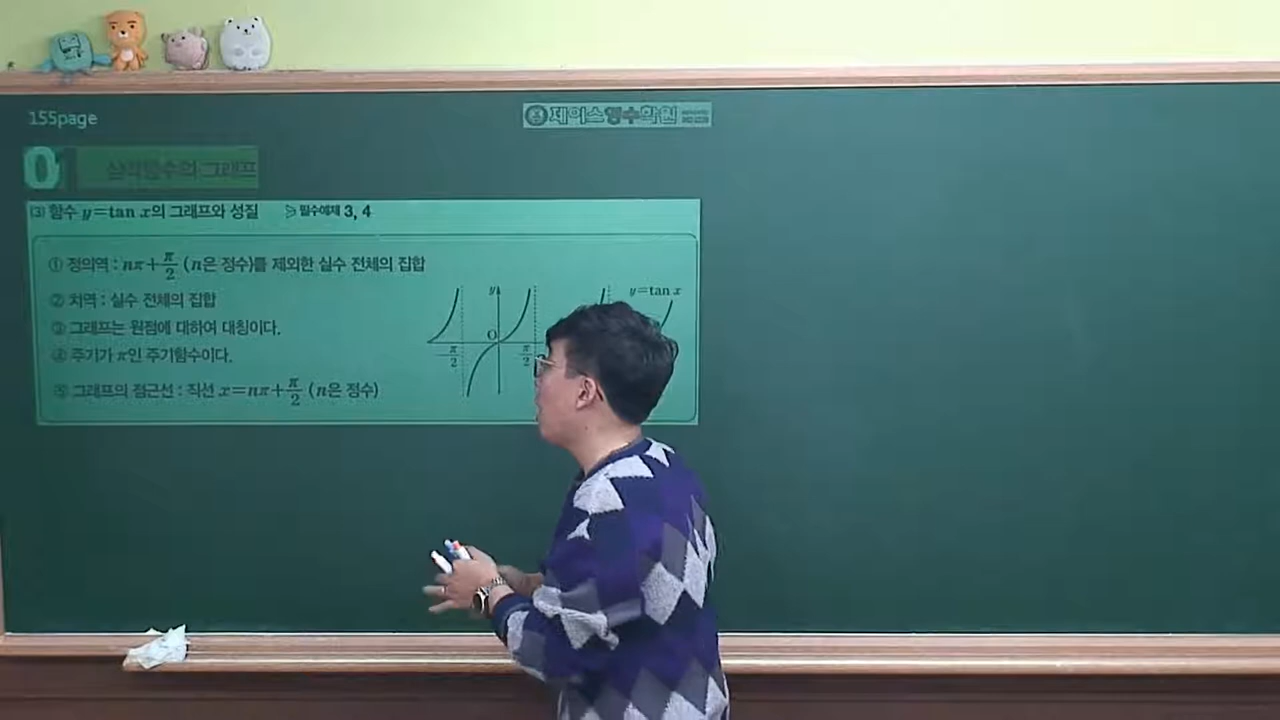 155page
제이스영수학원
0
삼각함수의 그래프
(3) 함수 y=tan x의 그래프와 성질 ≫ 필수예제 3, 4
① 정의역 : nπ+π/2 (n은 정수)를 제외한 실수 전체의 집합
② 치역 : 실수 전체의 집합
③ 그래프는 원점에 대하여 대칭이다.
④ 주기가 π인 주기함수이다.
⑤ 그래프의 점근선 : 직선 x=nπ+π/2 (n은 정수)
y
y=tan x
O
-π/2
π/2